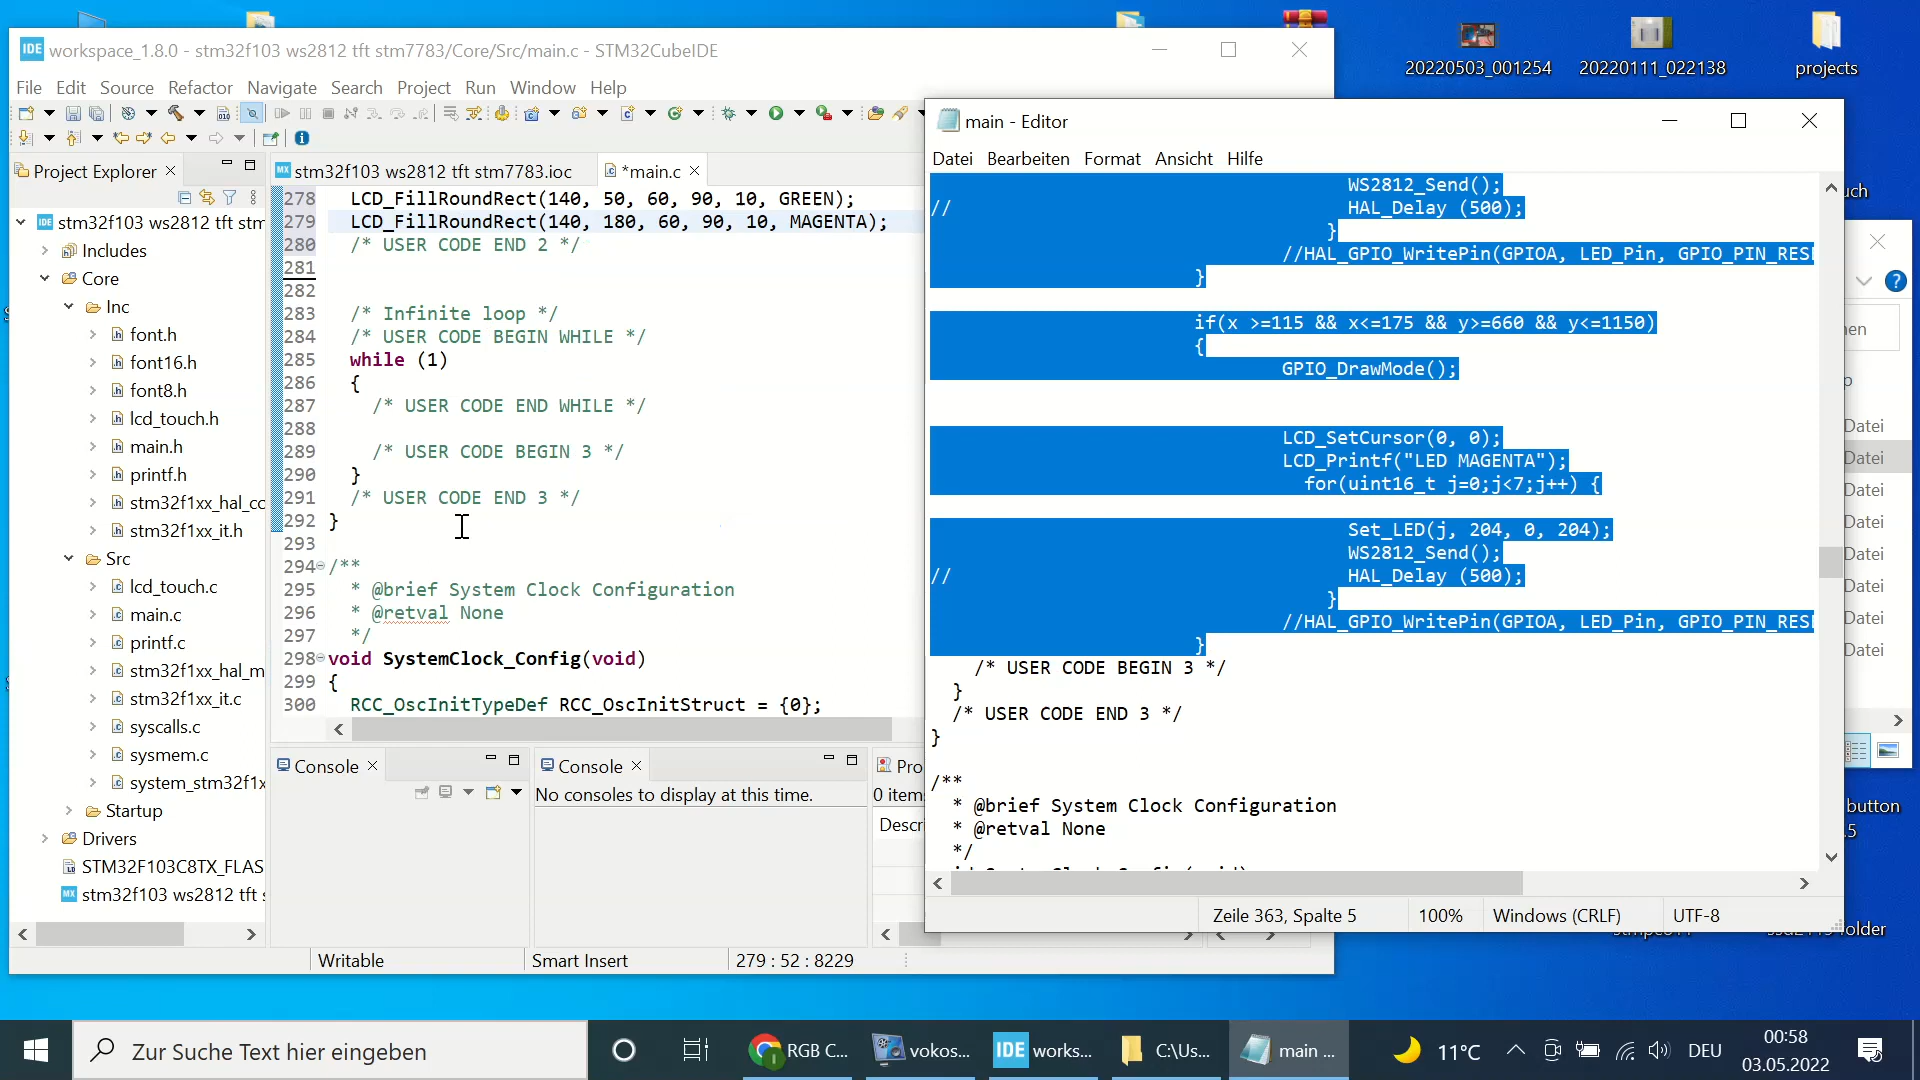 20220503_001254
20220111_022138
projects
IDE workspace_1.8.0 - stm32f103 ws2812 tft stm7783/Core/Src/main.c - STM32CubeIDE
File Edit Source Refactor Navigate Search Project Run Window Help
Project Explorer
stm32f103 ws2812 tft stm7783.ioc
*main.c
stm32f103 ws2812 tft stm
Includes
Core
Inc
font.h
font16.h
font8.h
lcd_touch.h
main.h
printf.h
stm32f1xx_hal_cc
stm32f1xx_it.h
Src
lcd_touch.c
main.c
printf.c
stm32f1xx_hal_m
stm32f1xx_it.c
syscalls.c
sysmem.c
system_stm32f1x
Startup
Drivers
STM32F103C8TX_FLAS
stm32f103 ws2812 tft s
278 LCD_FillRoundRect(140, 50, 60, 90, 10, GREEN);
279 LCD_FillRoundRect(140, 180, 60, 90, 10, MAGENTA);
280 /* USER CODE END 2 */
281
282
283 /* Infinite loop */
284 /* USER CODE BEGIN WHILE */
285 while (1)
286 {
287 /* USER CODE END WHILE */
288
289 /* USER CODE BEGIN 3 */
290 }
291 /* USER CODE END 3 */
292 }
293
294 /**
295 * @brief System Clock Configuration
296 * @retval None
297 */
298 void SystemClock_Config(void)
299 {
300 RCC_OscInitTypeDef RCC_OscInitStruct = {0};
Console
Console
No consoles to display at this time.
Pro
0 item
Descri
Writable
Smart Insert
279 : 52 : 8229
main - Editor
Datei Bearbeiten Format Ansicht Hilfe
WS2812_Send();
// HAL_Delay (500);
}
//HAL_GPIO_WritePin(GPIOA, LED_Pin, GPIO_PIN_RES
}
if(x >=115 && x<=175 && y>=660 && y<=1150)
{
GPIO_DrawMode();
LCD_SetCursor(0, 0);
LCD_Printf("LED MAGENTA");
for(uint16_t j=0;j<7;j++) {
Set_LED(j, 204, 0, 204);
WS2812_Send();
// HAL_Delay (500);
}
//HAL_GPIO_WritePin(GPIOA, LED_Pin, GPIO_PIN_RES
}
/* USER CODE BEGIN 3 */
}
/* USER CODE END 3 */
}
/**
* @brief System Clock Configuration
* @retval None
*/
Zeile 363, Spalte 5
100%
Windows (CRLF)
UTF-8
uch
en
Datei
Datei
Datei
Datei
Datei
Datei
Datei
Datei
button
.5
older
Zur Suche Text hier eingeben
RGB C...
vokos...
IDE works...
C:\Us...
main ...
11°C
DEU
00:58
03.05.2022